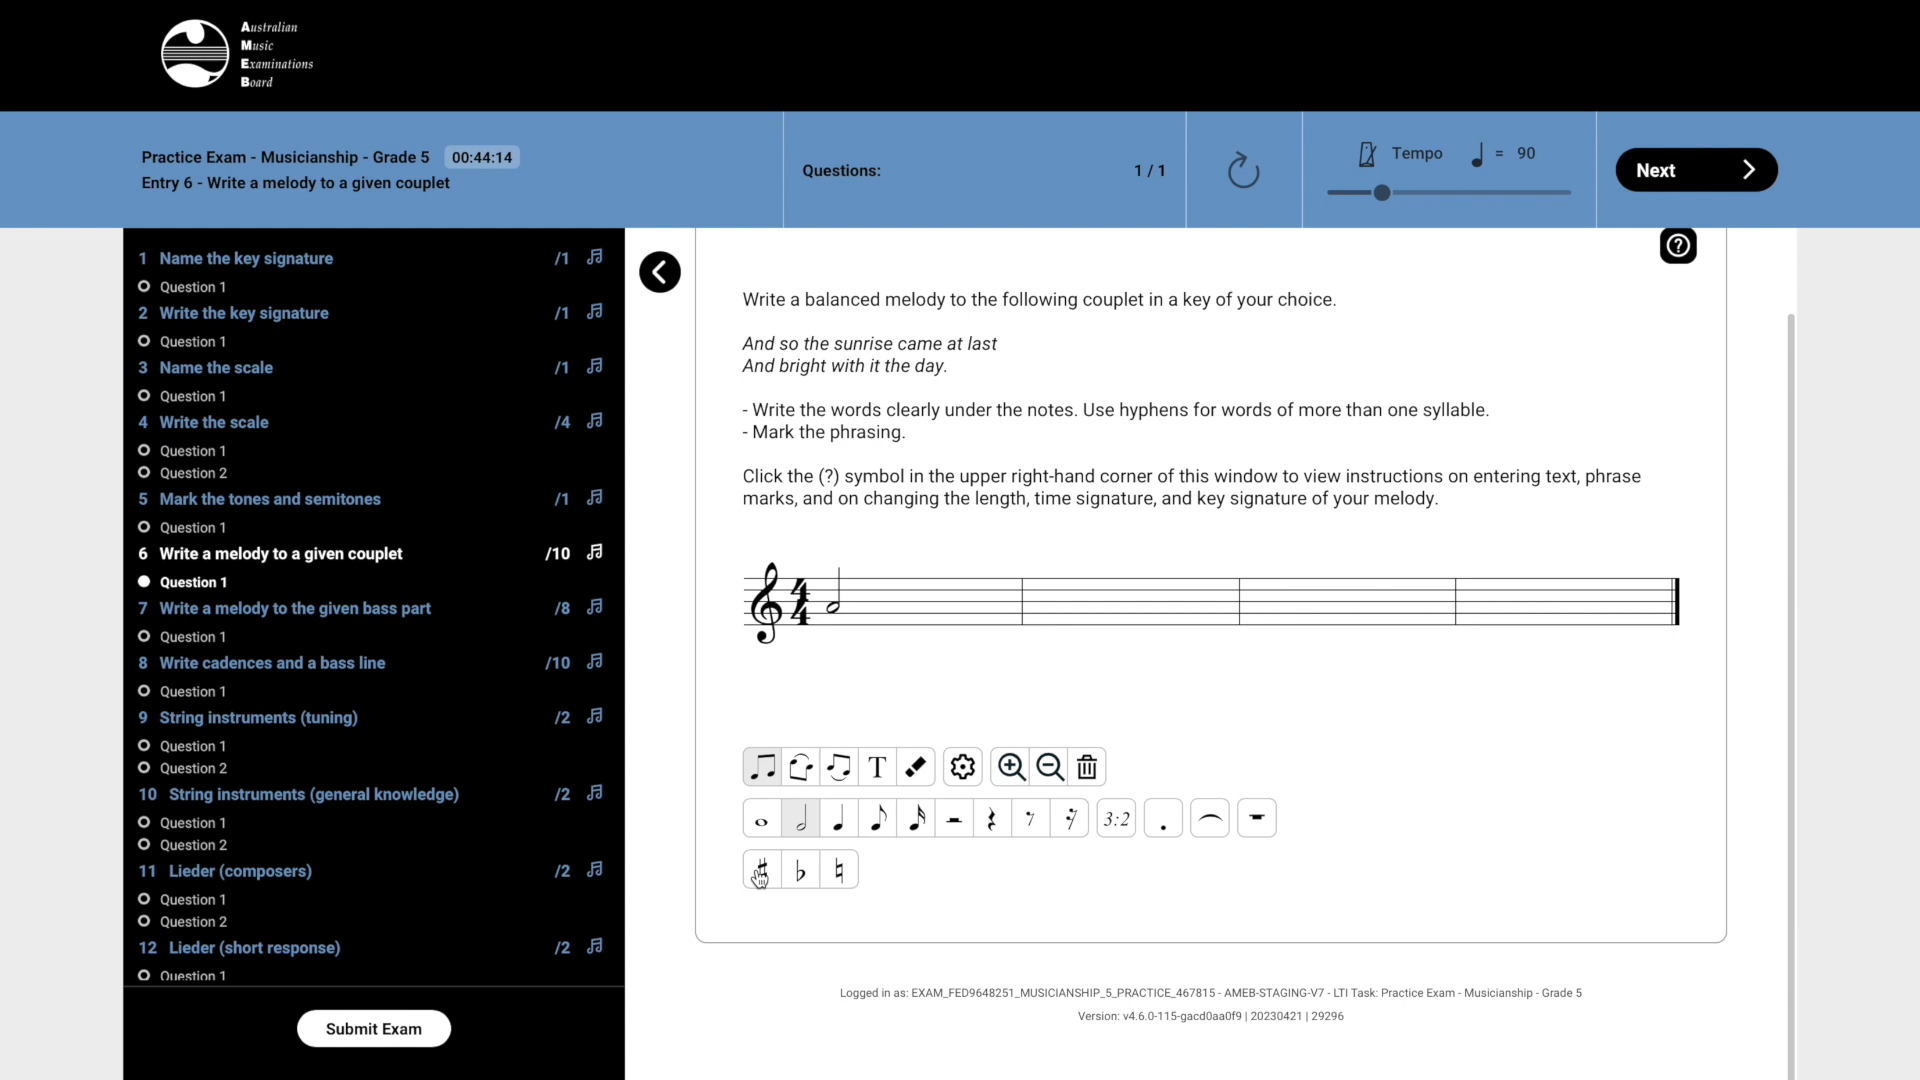 Australian
Music
Examinations
Board
Practice Exam - Musicianship - Grade 5 00:44:14
Entry 6 - Write a melody to a given couplet
Questions: 1 / 1
Tempo = 90
Next
1 Name the key signature /1
Question 1
2 Write the key signature /1
Question 1
3 Name the scale /1
Question 1
4 Write the scale /4
Question 1
Question 2
5 Mark the tones and semitones /1
Question 1
6 Write a melody to a given couplet /10
Question 1
7 Write a melody to the given bass part /8
Question 1
8 Write cadences and a bass line /10
Question 1
9 String instruments (tuning) /2
Question 1
Question 2
10 String instruments (general knowledge) /2
Question 1
Question 2
11 Lieder (composers) /2
Question 1
Question 2
12 Lieder (short response) /2
Question 1
Submit Exam
?
Write a balanced melody to the following couplet in a key of your choice.
And so the sunrise came at last
And bright with it the day.
- Write the words clearly under the notes. Use hyphens for words of more than one syllable.
- Mark the phrasing.
Click the (?) symbol in the upper right-hand corner of this window to view instructions on entering text, phrase
marks, and on changing the length, time signature, and key signature of your melody.
4
4
T
3:2
Logged in as: EXAM_FED9648251_MUSICIANSHIP_5_PRACTICE_467815 - AMEB-STAGING-V7 - LTI Task: Practice Exam - Musicianship - Grade 5
Version: v4.6.0-115-gacd0aa0f9 | 20230421 | 29296